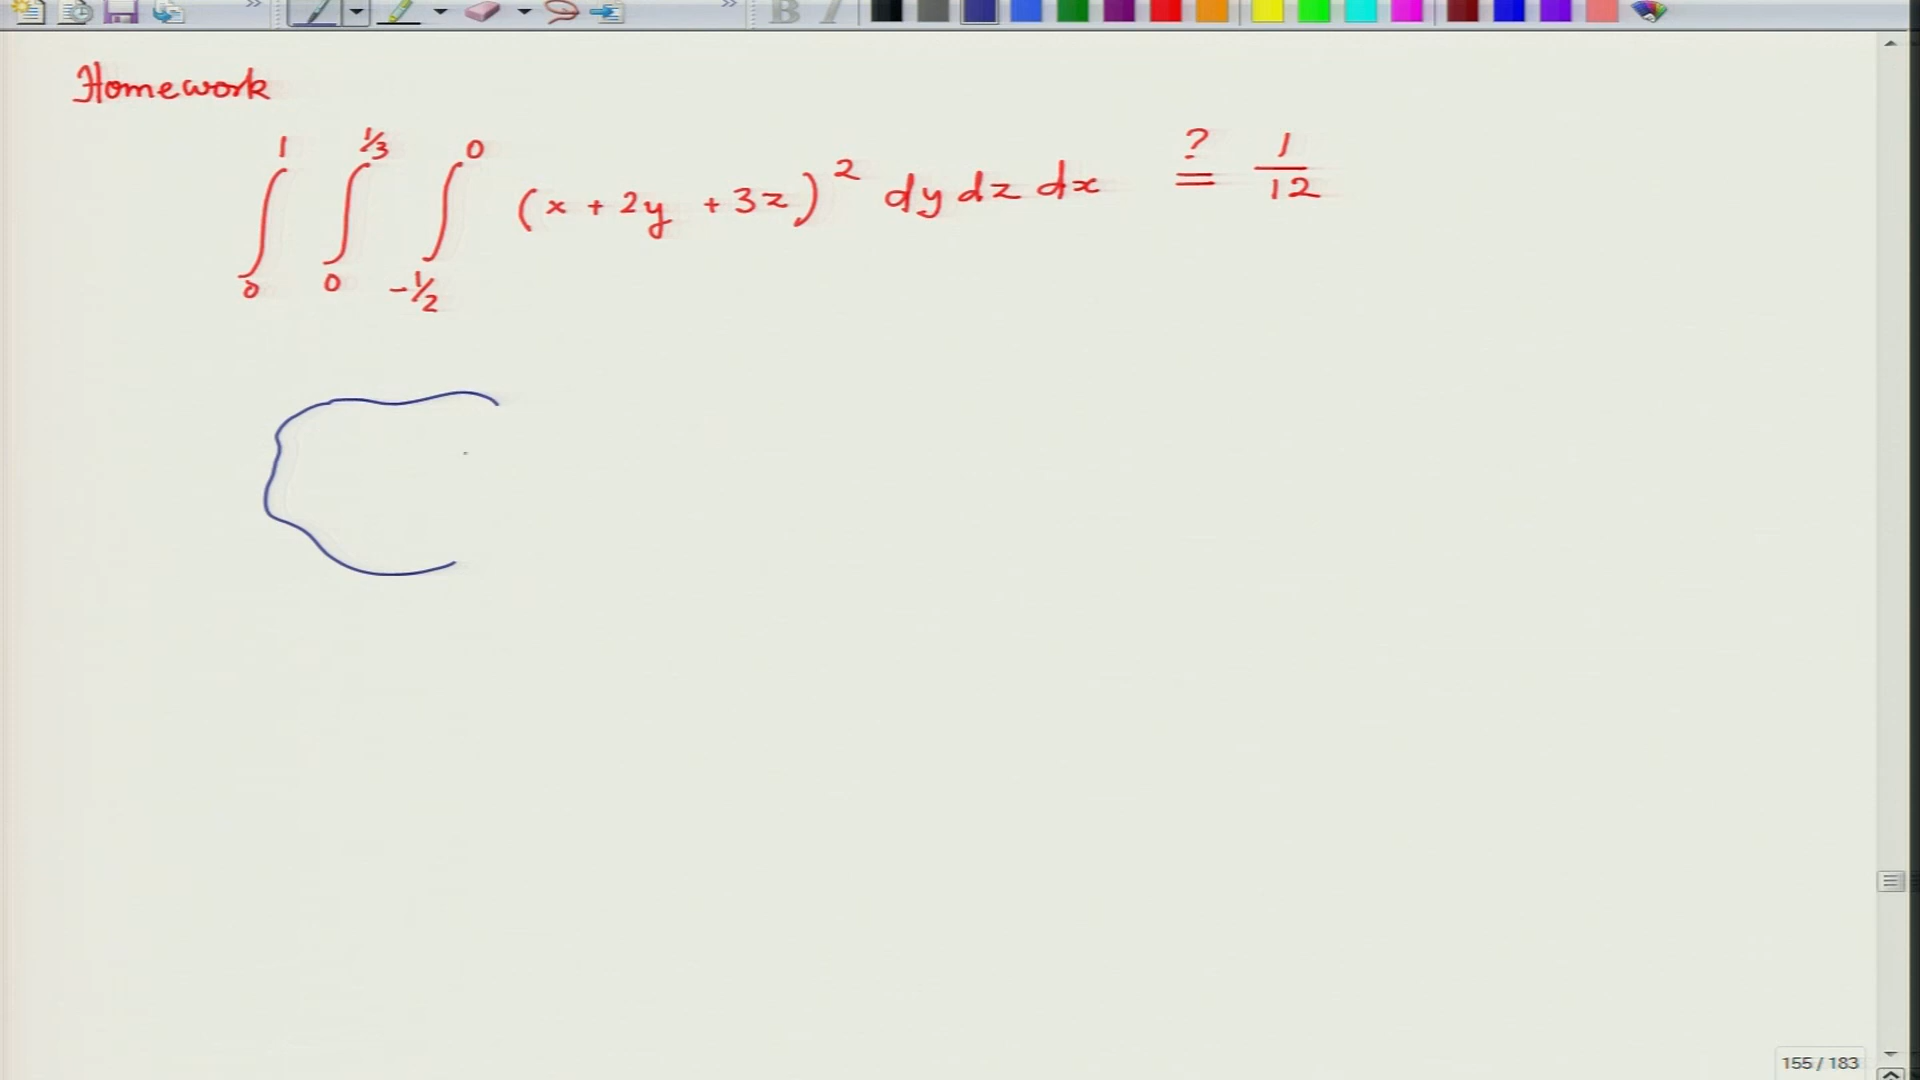 Homework
∫₀¹ ∫₀^{1/3} ∫_{-1/2}^0 (x + 2y + 3z)² dy dz dx ?= 1/12
155 / 183